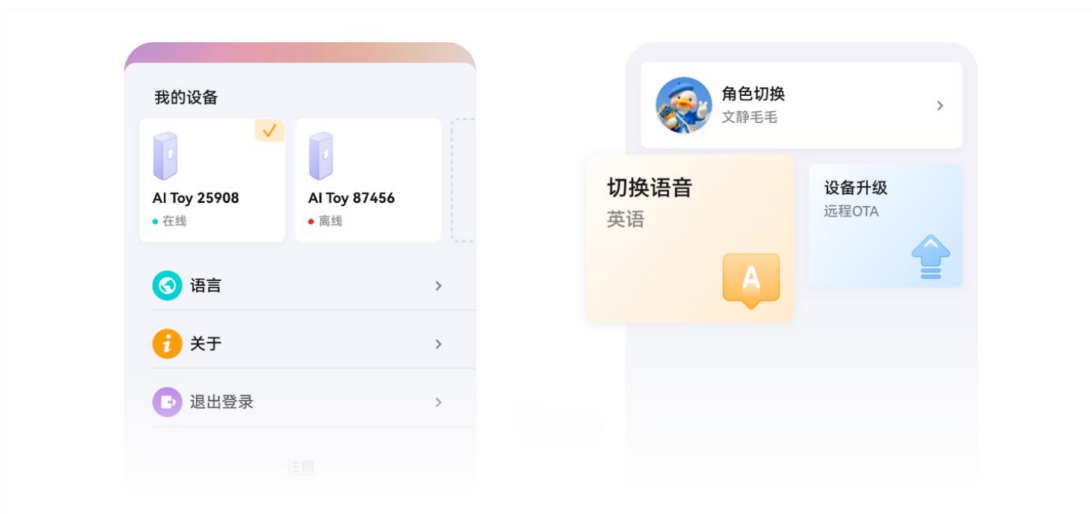 我的设备
AI Toy 25908
在线
AI Toy 87456
离线
语言
关于
退出登录
注销
角色切换
文静毛毛
切换语音
英语
A
设备升级
远程OTA